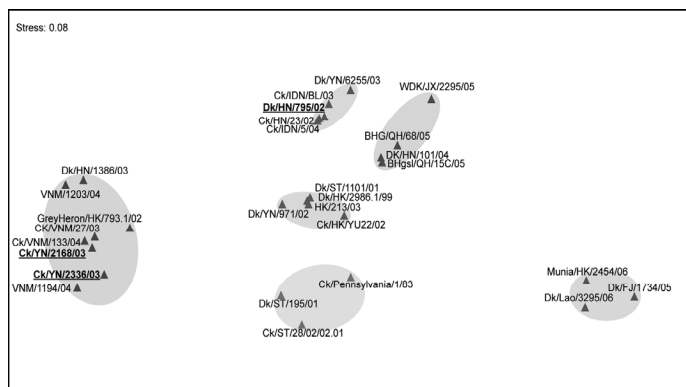 Stress: 0.08
Dk/YN/6255/03
WDK/JX/2295/05
Ck/IDN/BL/03
Dk/HN/795/02
Ck/HN/23/02
Ck/IDN/5/04
BHG/QH/68/05
DK/HN/101/04
BHgsl/QH/15C/05
Dk/HN/1386/03
VNM/1203/04
Dk/ST/1101/01
Dk/HK/2986.1/99
HK/213/03
Dk/YN/971/02
Ck/HK/YU22/02
GreyHeron/HK/793.1/02
CK/VNM/27/03
Ck/VNM/133/04
Ck/YN/2168/03
Ck/YN/2336/03
VNM/1194/04
Ck/Pennsylvania/1/83
Dk/ST/195/01
Ck/ST/28/02/02.01
Munia/HK/2454/06
Dk/FJ/1734/05
Dk/Lao/3295/06